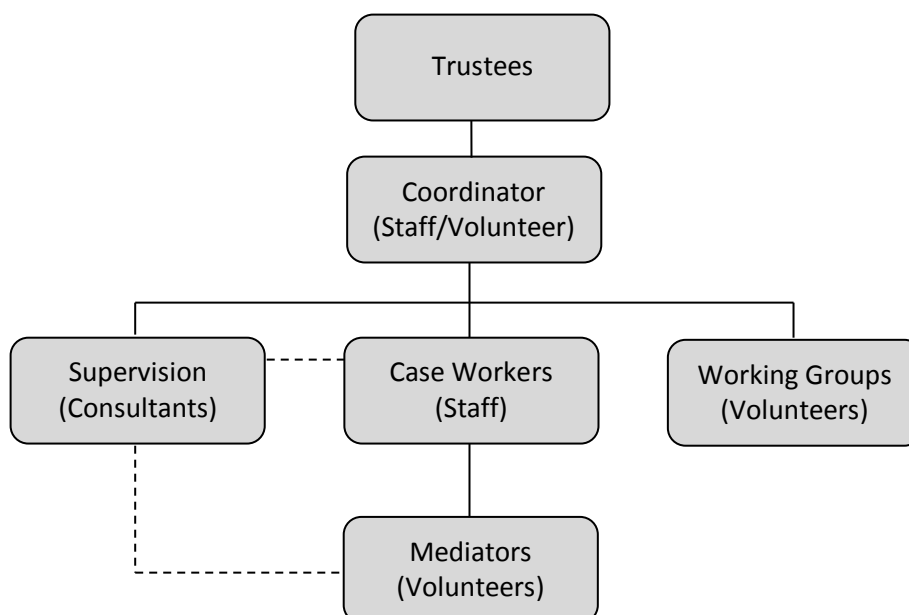 Trustees
Coordinator
(Staff/Volunteer)
Supervision
(Consultants)
Case Workers
(Staff)
Working Groups
(Volunteers)
Mediators
(Volunteers)